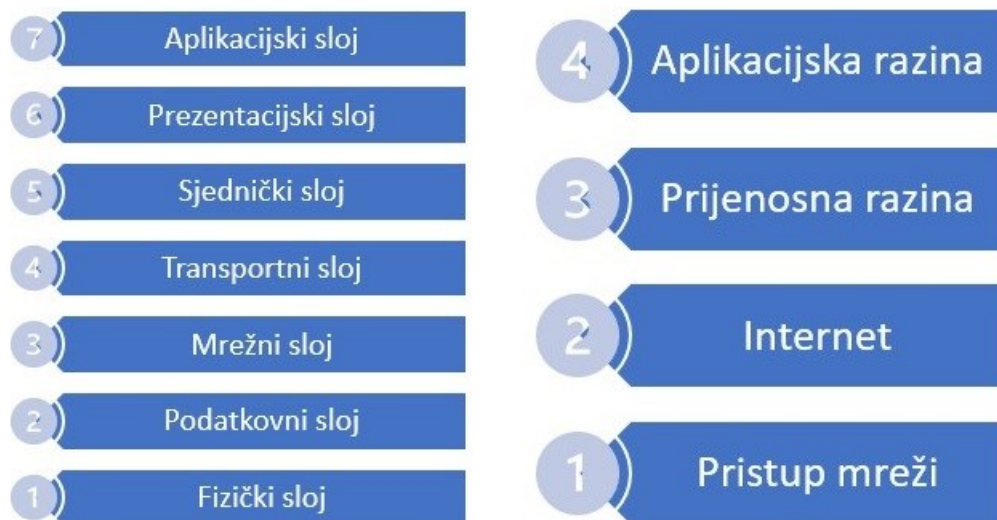 7 Aplikacijski sloj
6 Prezentacijski sloj
5 Sjednički sloj
4 Transportni sloj
3 Mrežni sloj
2 Podatkovni sloj
1 Fizički sloj
4 Aplikacijska razina
3 Prijenosna razina
2 Internet
1 Pristup mreži